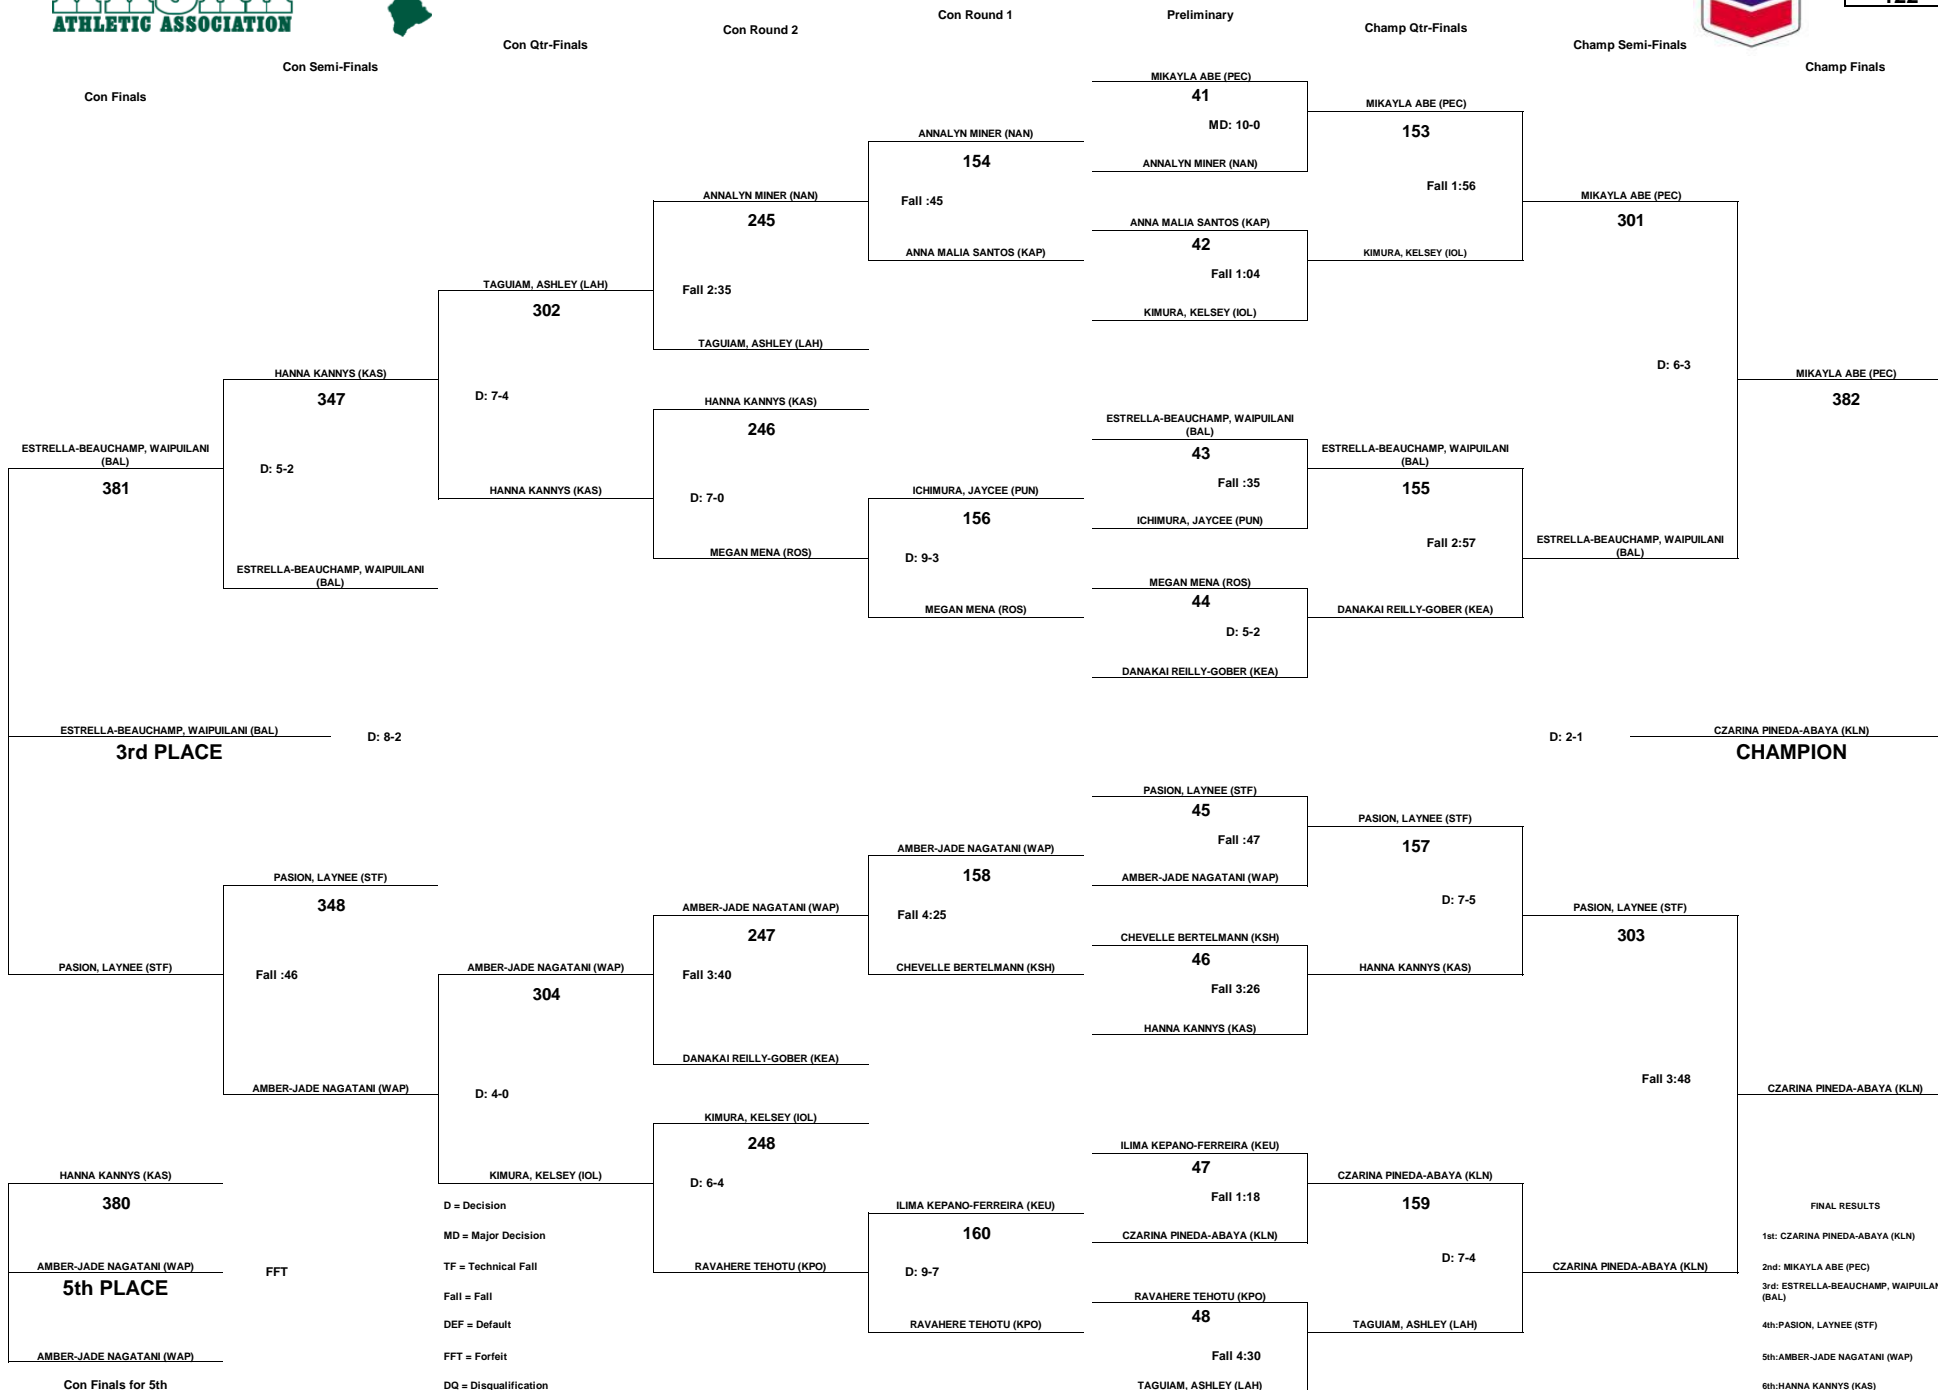 ATHLETIC ASSOCIATION
Con Finals
Con Semi-Finals
Con Qtr-Finals
Con Round 2
Con Round 1
Preliminary
Champ Qtr-Finals
Champ Semi-Finals
Champ Finals
MIKAYLA ABE (PEC)
41
MD: 10-0
ANNALYN MINER (NAN)
ANNA MALIA SANTOS (KAP)
42
Fall 1:04
KIMURA, KELSEY (IOL)
ESTRELLA-BEAUCHAMP, WAIPUILANI
(BAL)
43
Fall :35
ICHIMURA, JAYCEE (PUN)
MEGAN MENA (ROS)
44
D: 5-2
DANAKAI REILLY-GOBER (KEA)
PASION, LAYNEE (STF)
45
Fall :47
AMBER-JADE NAGATANI (WAP)
CHEVELLE BERTELMANN (KSH)
46
Fall 3:26
HANNA KANNYS (KAS)
ILIMA KEPANO-FERREIRA (KEU)
47
Fall 1:18
CZARINA PINEDA-ABAYA (KLN)
RAVAHERE TEHOTU (KPO)
48
Fall 4:30
TAGUIAM, ASHLEY (LAH)
MIKAYLA ABE (PEC)
153
Fall 1:56
KIMURA, KELSEY (IOL)
ESTRELLA-BEAUCHAMP, WAIPUILANI
(BAL)
155
Fall 2:57
DANAKAI REILLY-GOBER (KEA)
PASION, LAYNEE (STF)
157
D: 7-5
HANNA KANNYS (KAS)
CZARINA PINEDA-ABAYA (KLN)
159
D: 7-4
TAGUIAM, ASHLEY (LAH)
MIKAYLA ABE (PEC)
301
D: 6-3
ESTRELLA-BEAUCHAMP, WAIPUILANI
(BAL)
PASION, LAYNEE (STF)
303
Fall 3:48
CZARINA PINEDA-ABAYA (KLN)
MIKAYLA ABE (PEC)
382
D: 2-1
CZARINA PINEDA-ABAYA (KLN)
CHAMPION
CZARINA PINEDA-ABAYA (KLN)
ANNALYN MINER (NAN)
154
Fall :45
ANNA MALIA SANTOS (KAP)
ICHIMURA, JAYCEE (PUN)
156
D: 9-3
MEGAN MENA (ROS)
AMBER-JADE NAGATANI (WAP)
158
Fall 4:25
CHEVELLE BERTELMANN (KSH)
ILIMA KEPANO-FERREIRA (KEU)
160
D: 9-7
RAVAHERE TEHOTU (KPO)
ANNALYN MINER (NAN)
245
Fall 2:35
TAGUIAM, ASHLEY (LAH)
HANNA KANNYS (KAS)
246
D: 7-0
MEGAN MENA (ROS)
AMBER-JADE NAGATANI (WAP)
247
Fall 3:40
DANAKAI REILLY-GOBER (KEA)
KIMURA, KELSEY (IOL)
248
D: 6-4
RAVAHERE TEHOTU (KPO)
TAGUIAM, ASHLEY (LAH)
302
D: 7-4
HANNA KANNYS (KAS)
AMBER-JADE NAGATANI (WAP)
304
D: 4-0
KIMURA, KELSEY (IOL)
HANNA KANNYS (KAS)
347
D: 5-2
ESTRELLA-BEAUCHAMP, WAIPUILANI
(BAL)
PASION, LAYNEE (STF)
348
Fall :46
AMBER-JADE NAGATANI (WAP)
ESTRELLA-BEAUCHAMP, WAIPUILANI
(BAL)
381
ESTRELLA-BEAUCHAMP, WAIPUILANI (BAL)
D: 8-2
3rd PLACE
PASION, LAYNEE (STF)
HANNA KANNYS (KAS)
380
AMBER-JADE NAGATANI (WAP)
FFT
5th PLACE
AMBER-JADE NAGATANI (WAP)
Con Finals for 5th
D = Decision
MD = Major Decision
TF = Technical Fall
Fall = Fall
DEF = Default
FFT = Forfeit
DQ = Disqualification
FINAL RESULTS
1st: CZARINA PINEDA-ABAYA (KLN)
2nd: MIKAYLA ABE (PEC)
3rd: ESTRELLA-BEAUCHAMP, WAIPUILAN
(BAL)
4th:PASION, LAYNEE (STF)
5th:AMBER-JADE NAGATANI (WAP)
6th:HANNA KANNYS (KAS)